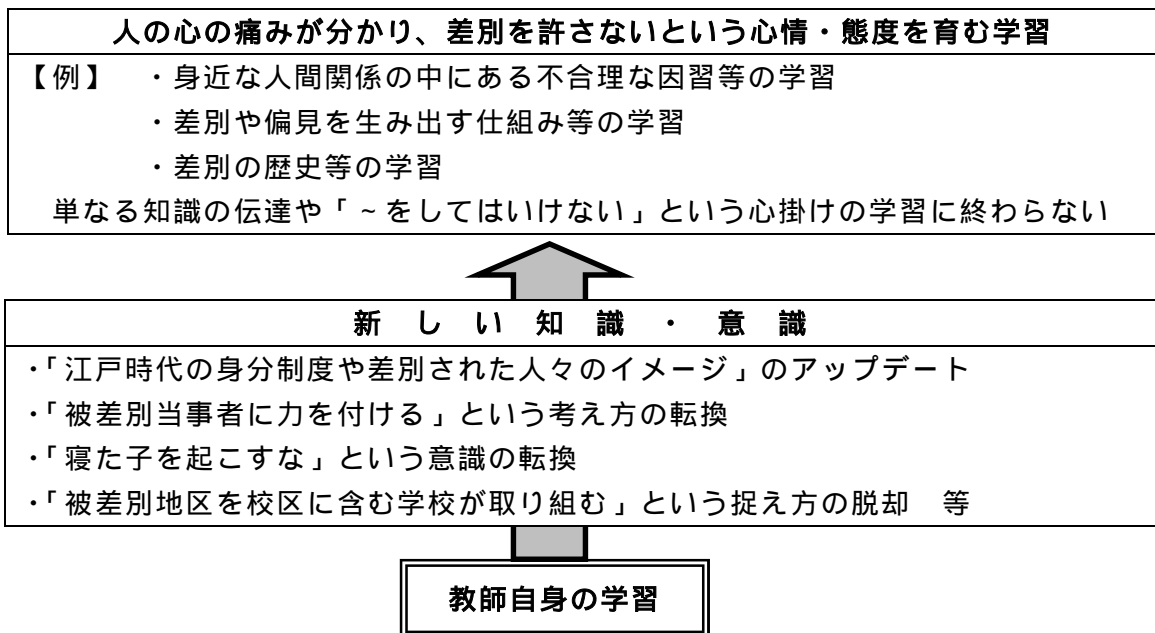 人の心の痛みが分かり、差別を許さないという心情・態度を育む学習
【例】　・身近な人間関係の中にある不合理な因習等の学習
・差別や偏見を生み出す仕組み等の学習
・差別の歴史等の学習
単なる知識の伝達や「～をしてはいけない」という心掛けの学習に終わらない
新しい知識・意識
・「江戸時代の身分制度や差別された人々のイメージ」のアップデート
・「被差別当事者に力を付ける」という考え方の転換
・「寝た子を起こすな」という意識の転換
・「被差別地区を校区に含む学校が取り組む」という捉え方の脱却　等
教師自身の学習